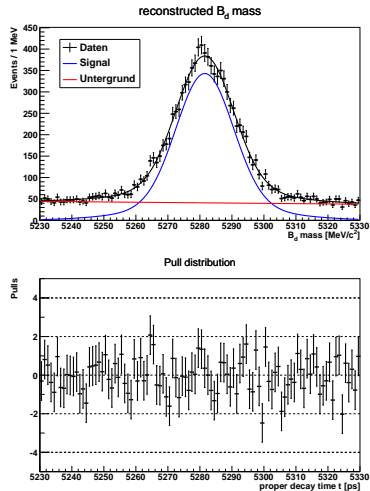 reconstructed B_d mass
Events / 1 MeV
450
400
350
300
250
200
150
100
50
0
Daten
Signal
Untergrund
5230 5240 5250 5260 5270 5280 5290 5300 5310 5320 5330
B_d mass [MeV/c²]
Pull distribution
Pulls
4
2
0
-2
-4
5230 5240 5250 5260 5270 5280 5290 5300 5310 5320 5330
proper decay time t [ps]